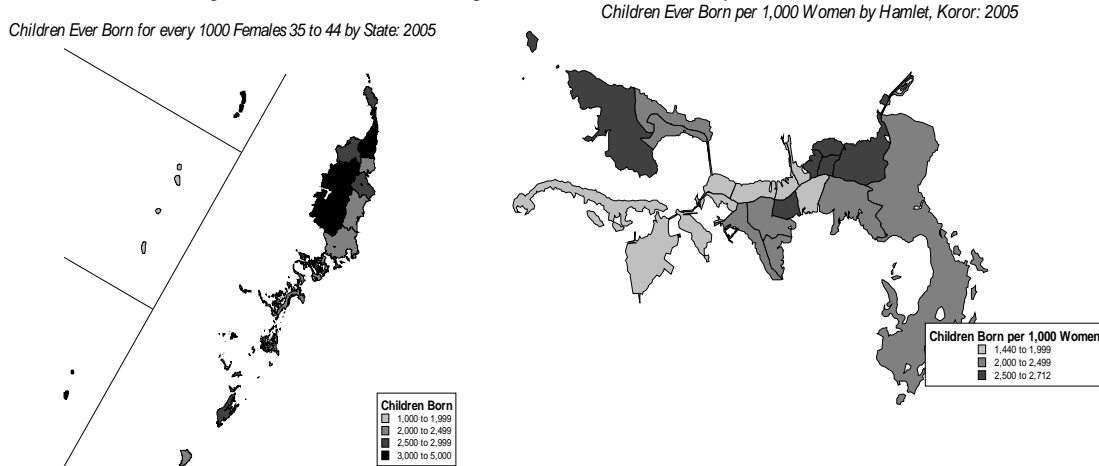 Children Ever Born for every 1000 Females 35 to 44 by State: 2005
Children Born
1,000 to 1,999
2,000 to 2,499
2,500 to 2,999
3,000 to 5,000
Children Ever Born per 1,000 Women by Hamlet, Koror: 2005
Children Born per 1,000 Women
1,440 to 1,999
2,000 to 2,499
2,500 to 2,712